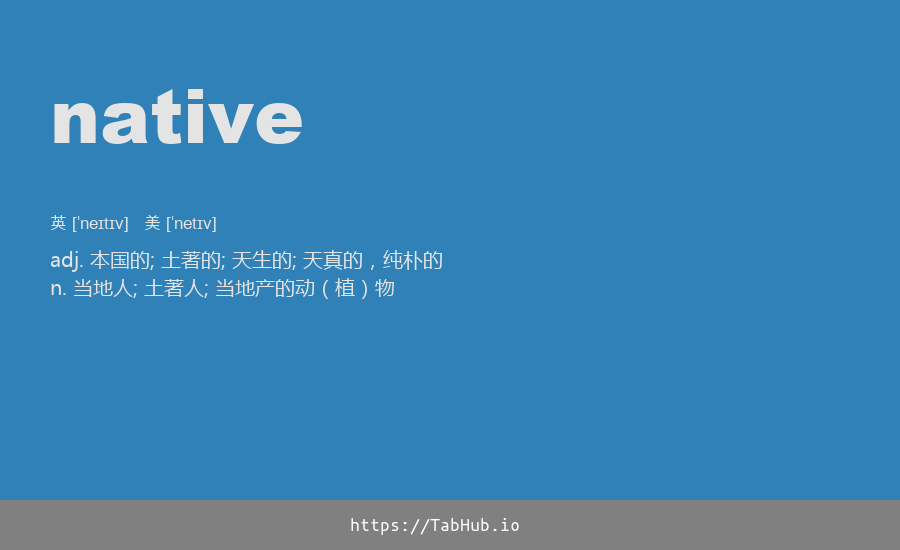 native
英 [ˈneɪtɪv] 美 [ˈnetɪv]
adj. 本国的; 土著的; 天生的; 天真的，纯朴的
n. 当地人; 土著人; 当地产的动（植）物
https://TabHub.io